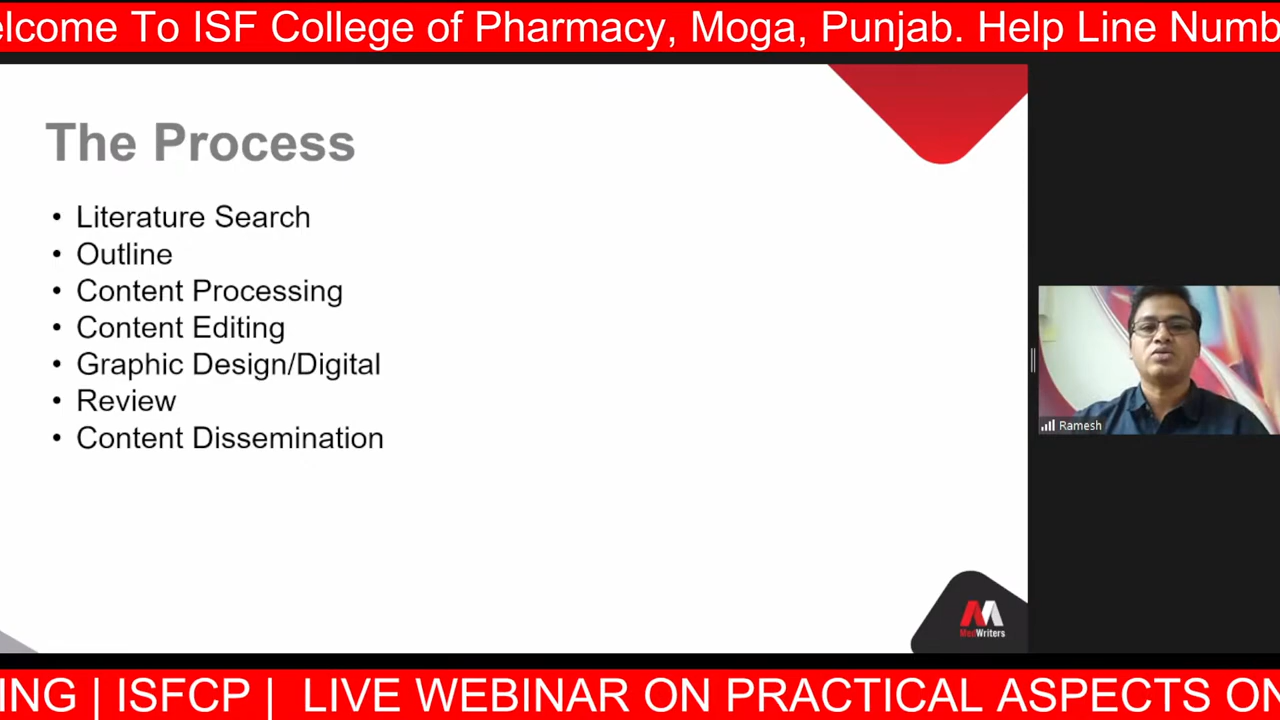 elcome To ISF College of Pharmacy, Moga, Punjab. Help Line Numb
The Process
• Literature Search
• Outline
• Content Processing
• Content Editing
• Graphic Design/Digital
• Review
• Content Dissemination
Ramesh
MedWriters
ING | ISFCP | LIVE WEBINAR ON PRACTICAL ASPECTS ON